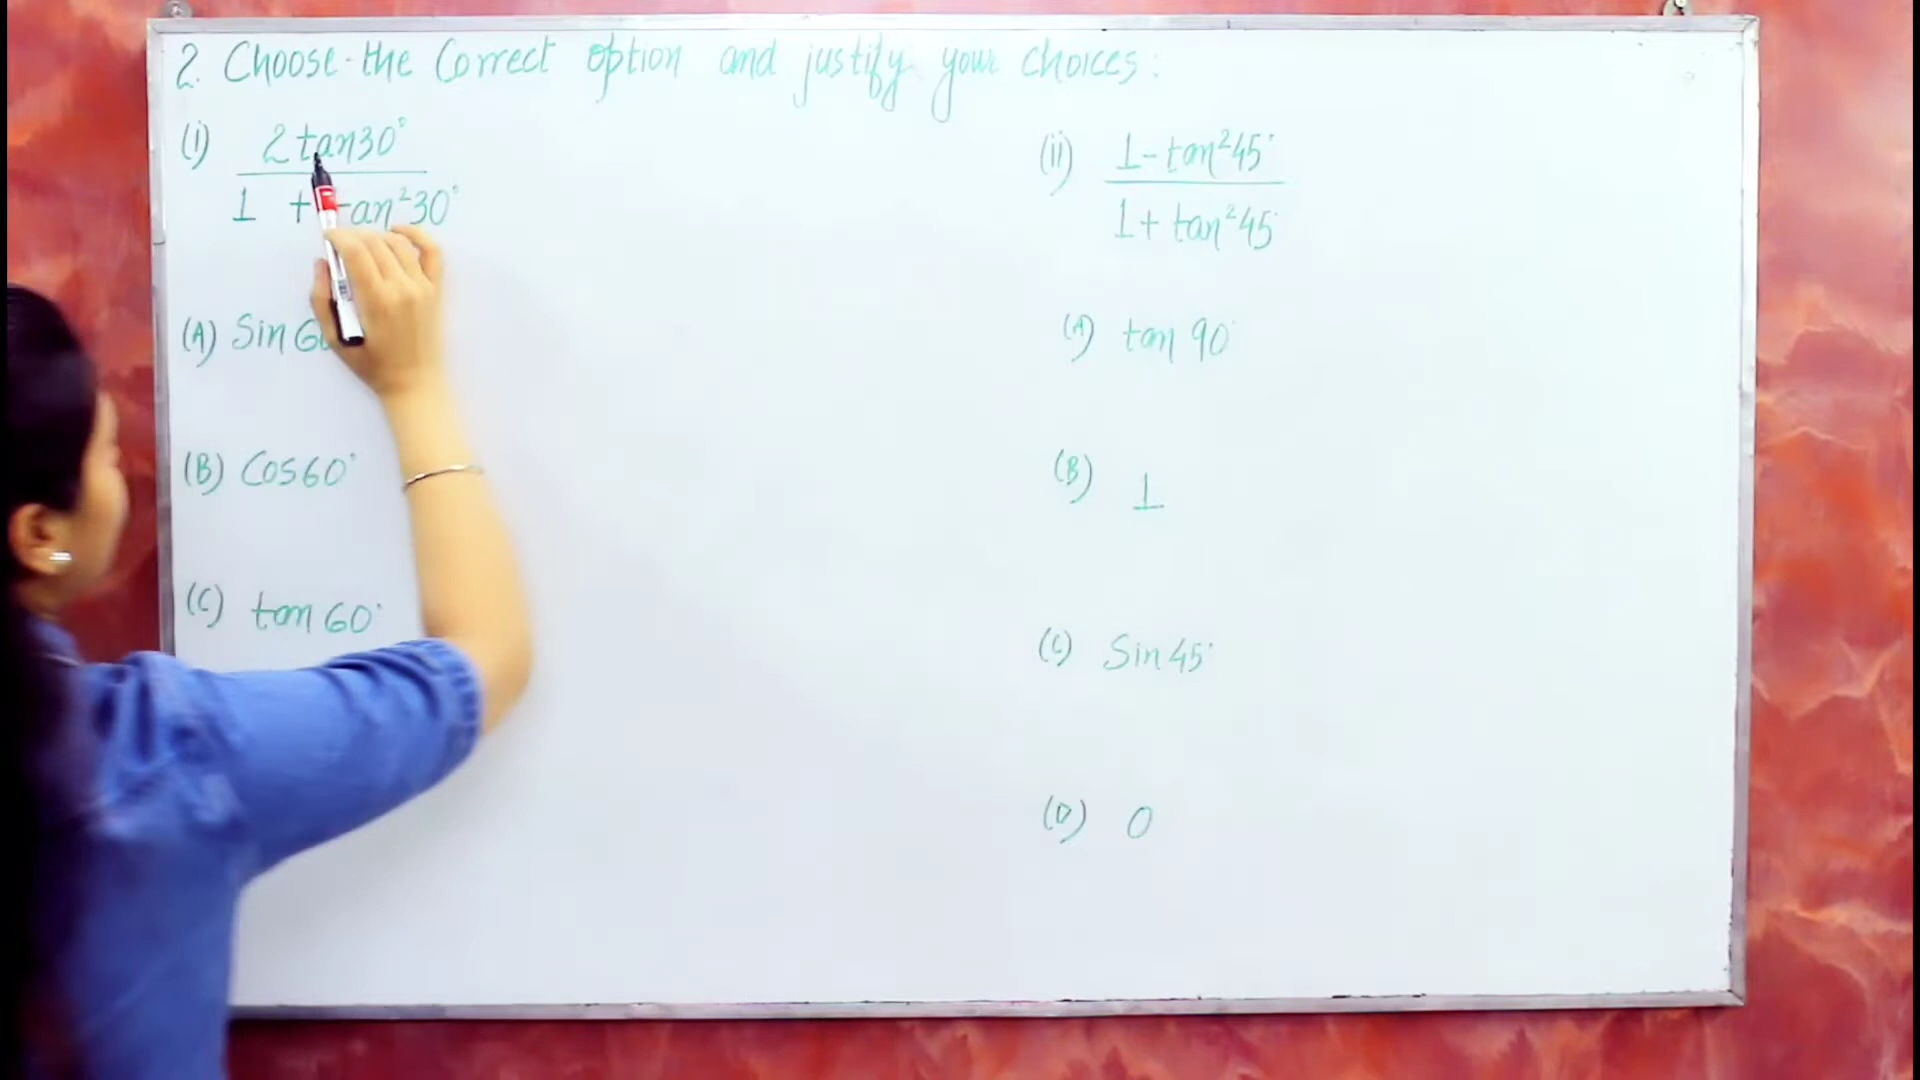 2. Choose the Correct option and justify your choices:
(i) 2 tan30°
1 + tan²30°
(A) Sin 60
(B) Cos60°
(C) tan 60°
(ii) 1 - tan²45°
1 + tan²45°
(A) tan 90°
(B) 1
(C) Sin 45°
(D) 0